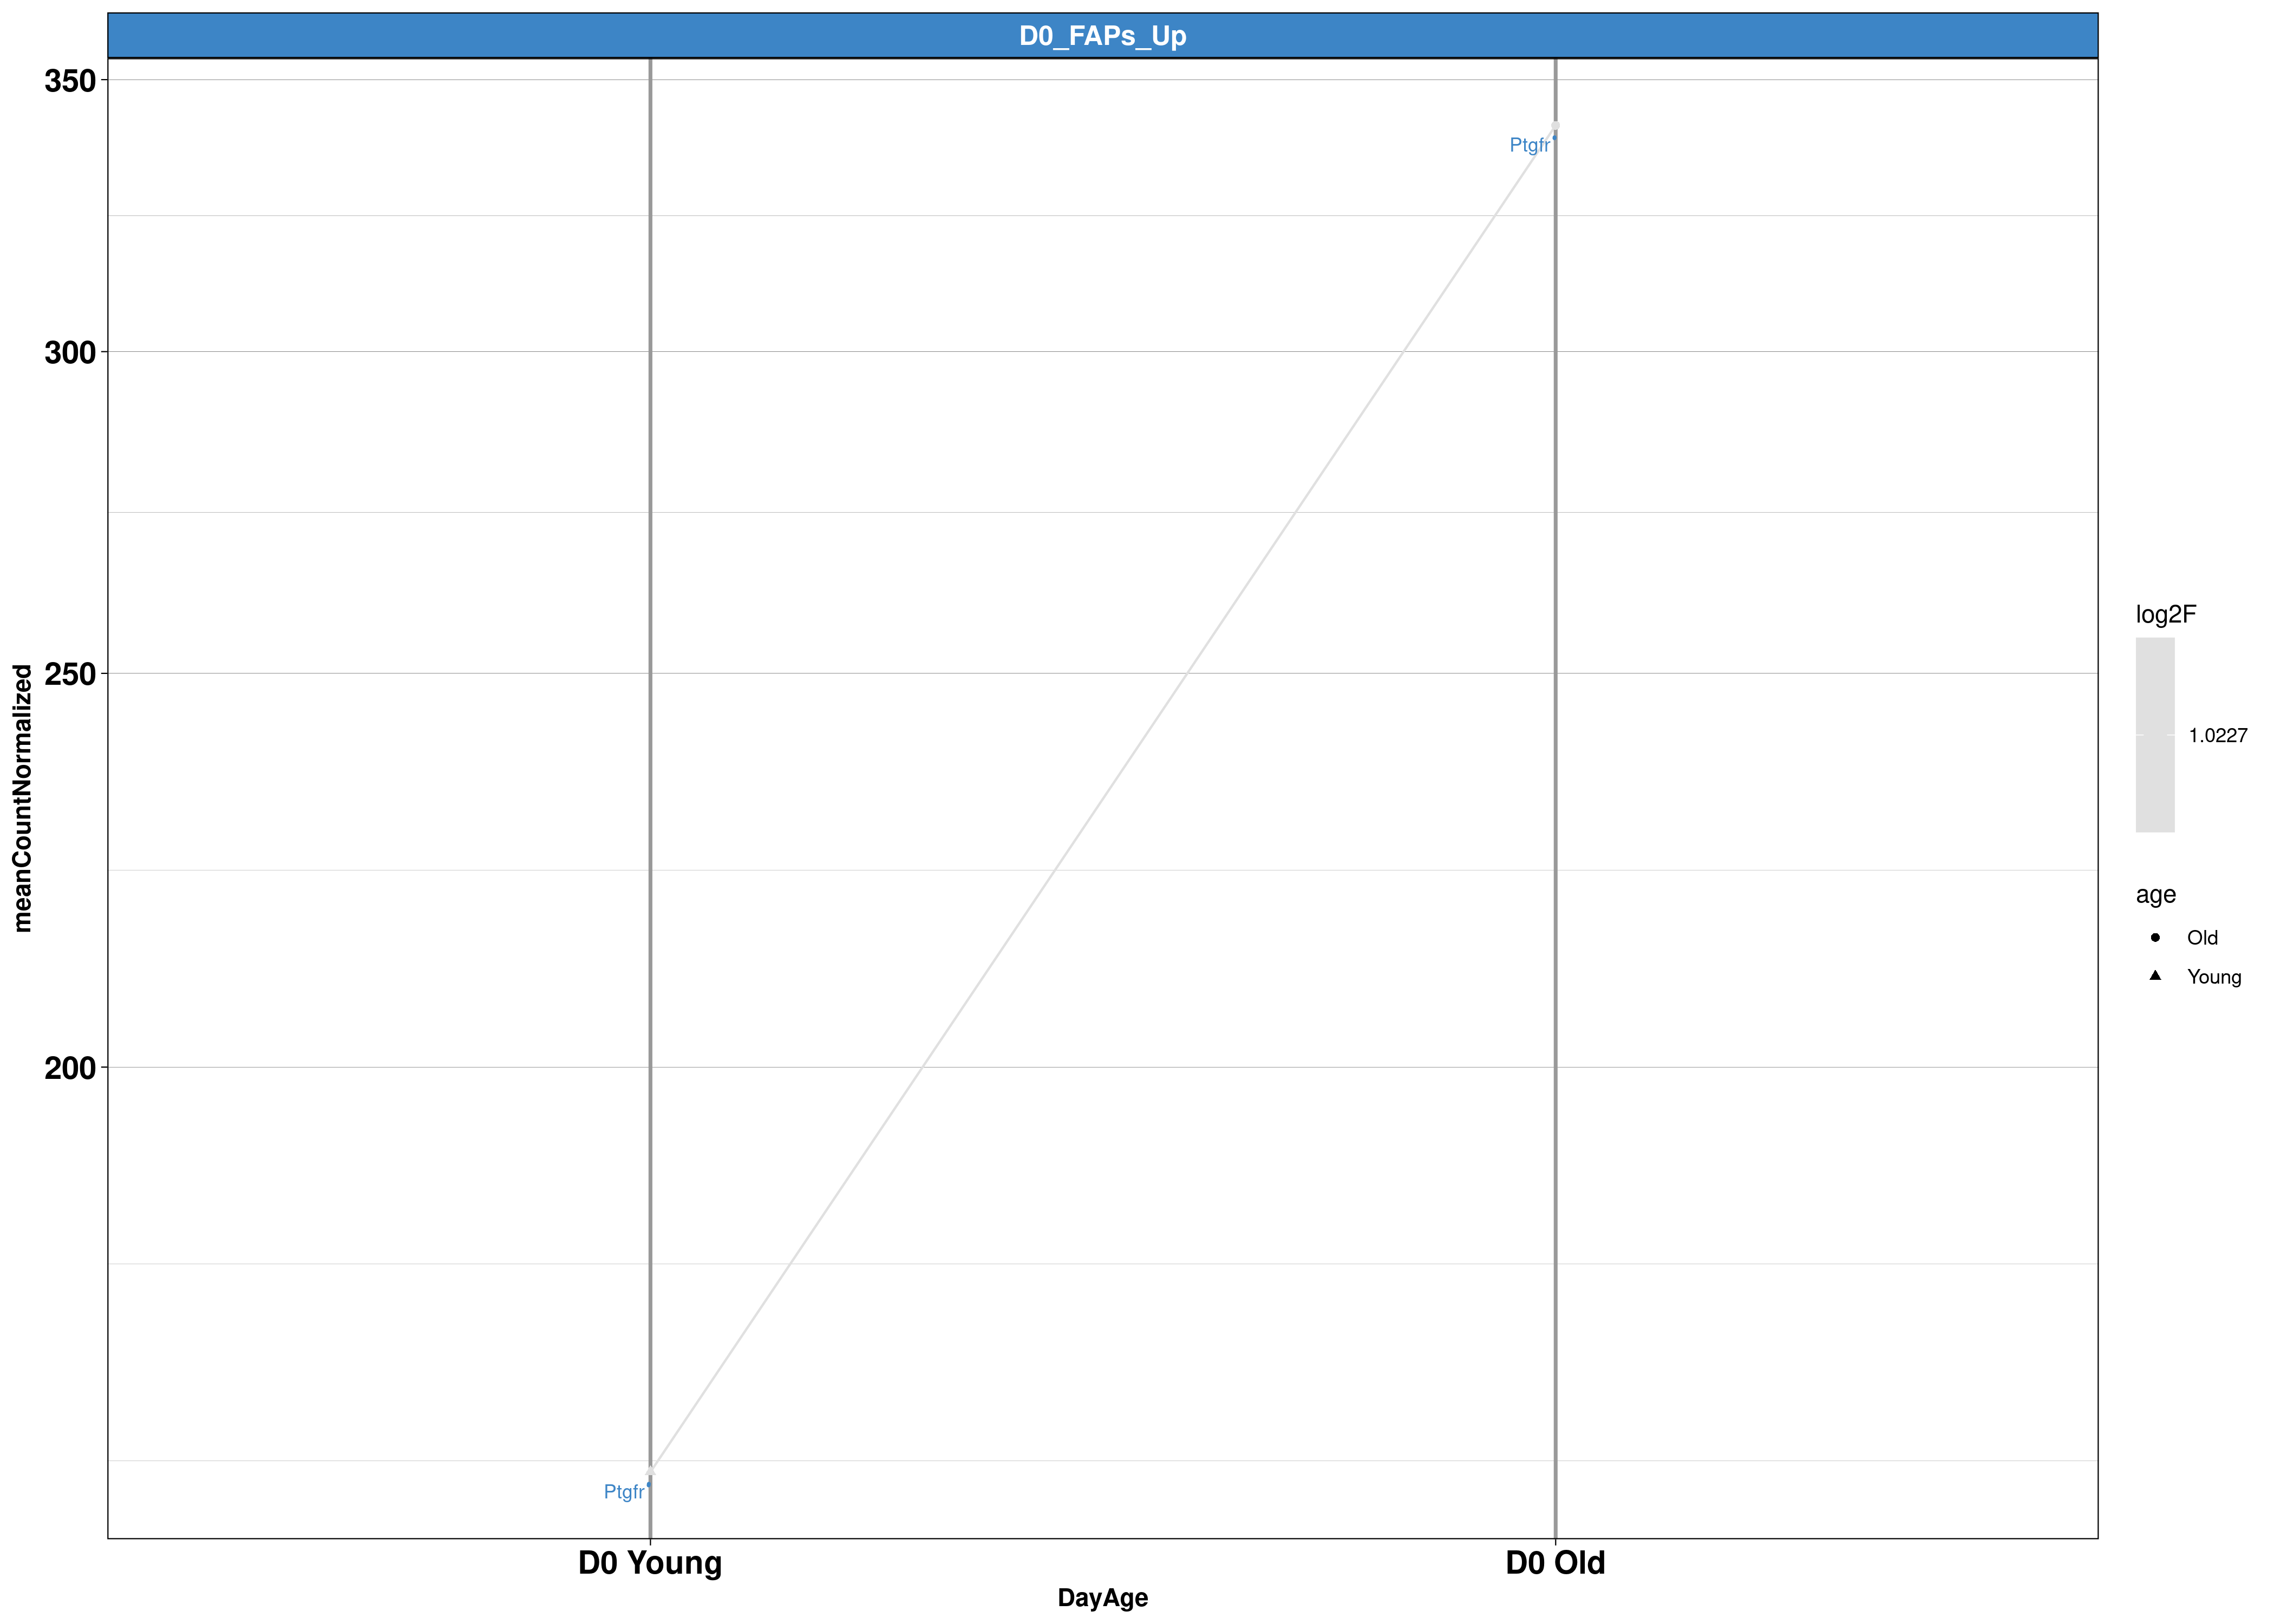 D0_FAPs_Up
350
300
250
200
meanCountNormalized
Ptgfr
Ptgfr
D0 Young
D0 Old
DayAge
log2F
1.0227
age
Old
Young